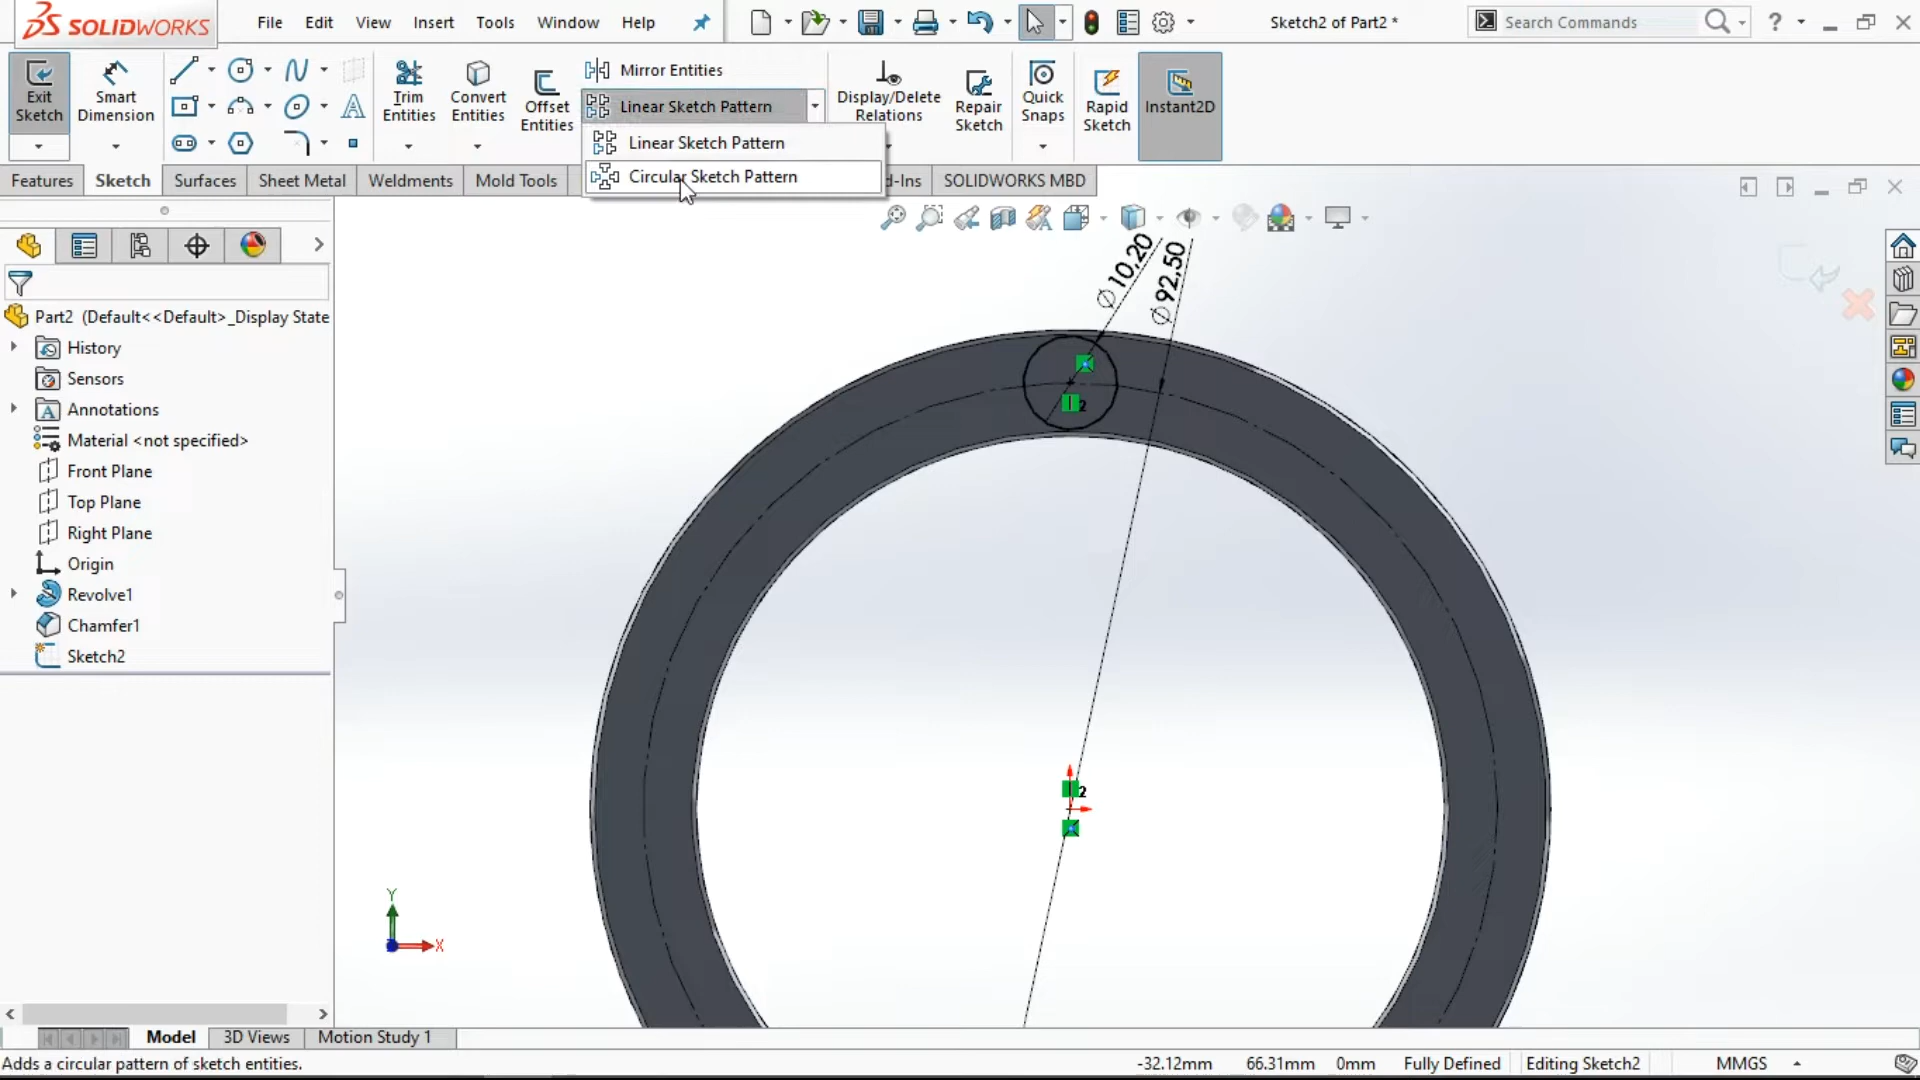 SOLIDWORKS
File Edit View Insert Tools Window Help
Sketch2 of Part2 *
Search Commands
?
Exit Sketch
Smart Dimension
Trim Entities
Convert Entities
Offset Entities
Mirror Entities
Linear Sketch Pattern
Display/Delete Relations
Repair Sketch
Quick Snaps
Rapid Sketch
Instant2D
Linear Sketch Pattern
Circular Sketch Pattern
Features Sketch Surfaces Sheet Metal Weldments Mold Tools d-Ins SOLIDWORKS MBD
Part2 (Default<<Default>_Display State
History
Sensors
Annotations
Material <not specified>
Front Plane
Top Plane
Right Plane
Origin
Revolve1
Chamfer1
Sketch2
∅ 10,20
∅ 92,50
2
2
Y
X
Model 3D Views Motion Study 1
Adds a circular pattern of sketch entities.
-32.12mm 66.31mm 0mm Fully Defined Editing Sketch2 MMGS